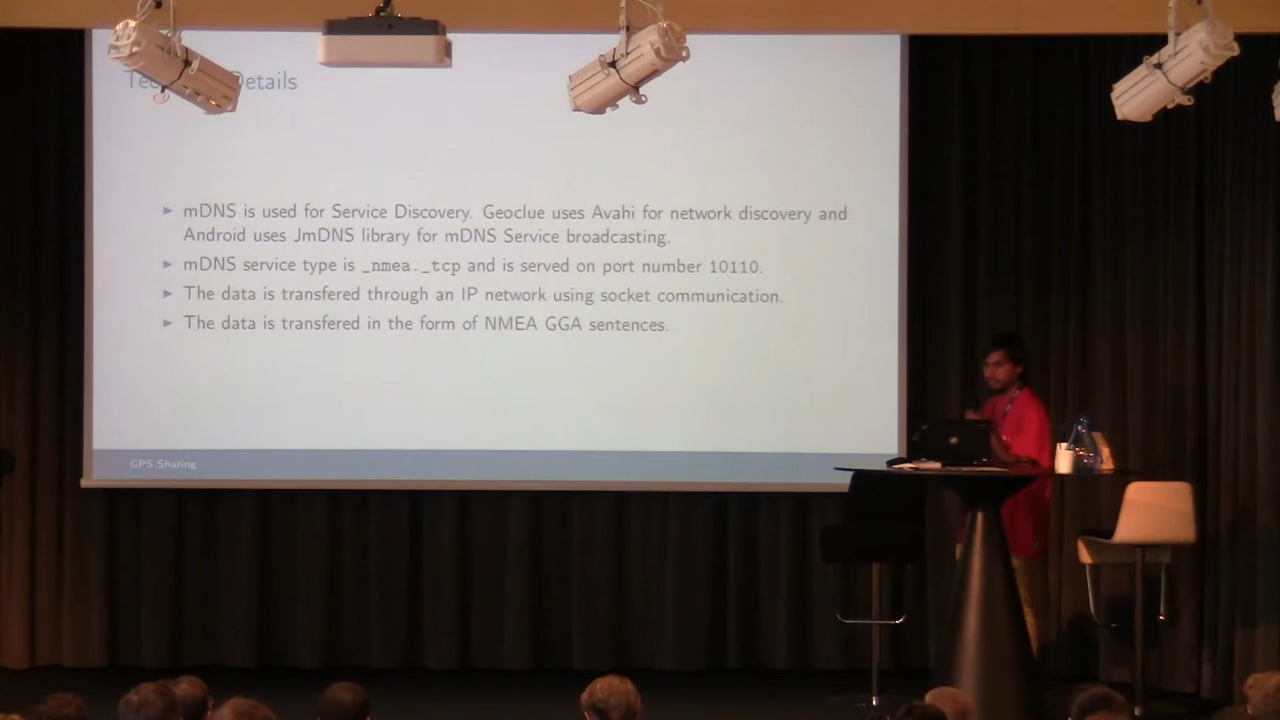 Details
▶ mDNS is used for Service Discovery. Geoclue uses Avahi for network discovery and
Android uses JmDNS library for mDNS Service broadcasting.
▶ mDNS service type is _nmea._tcp and is served on port number 10110.
▶ The data is transfered through an IP network using socket communication.
▶ The data is transfered in the form of NMEA GGA sentences.
GPS Sharing